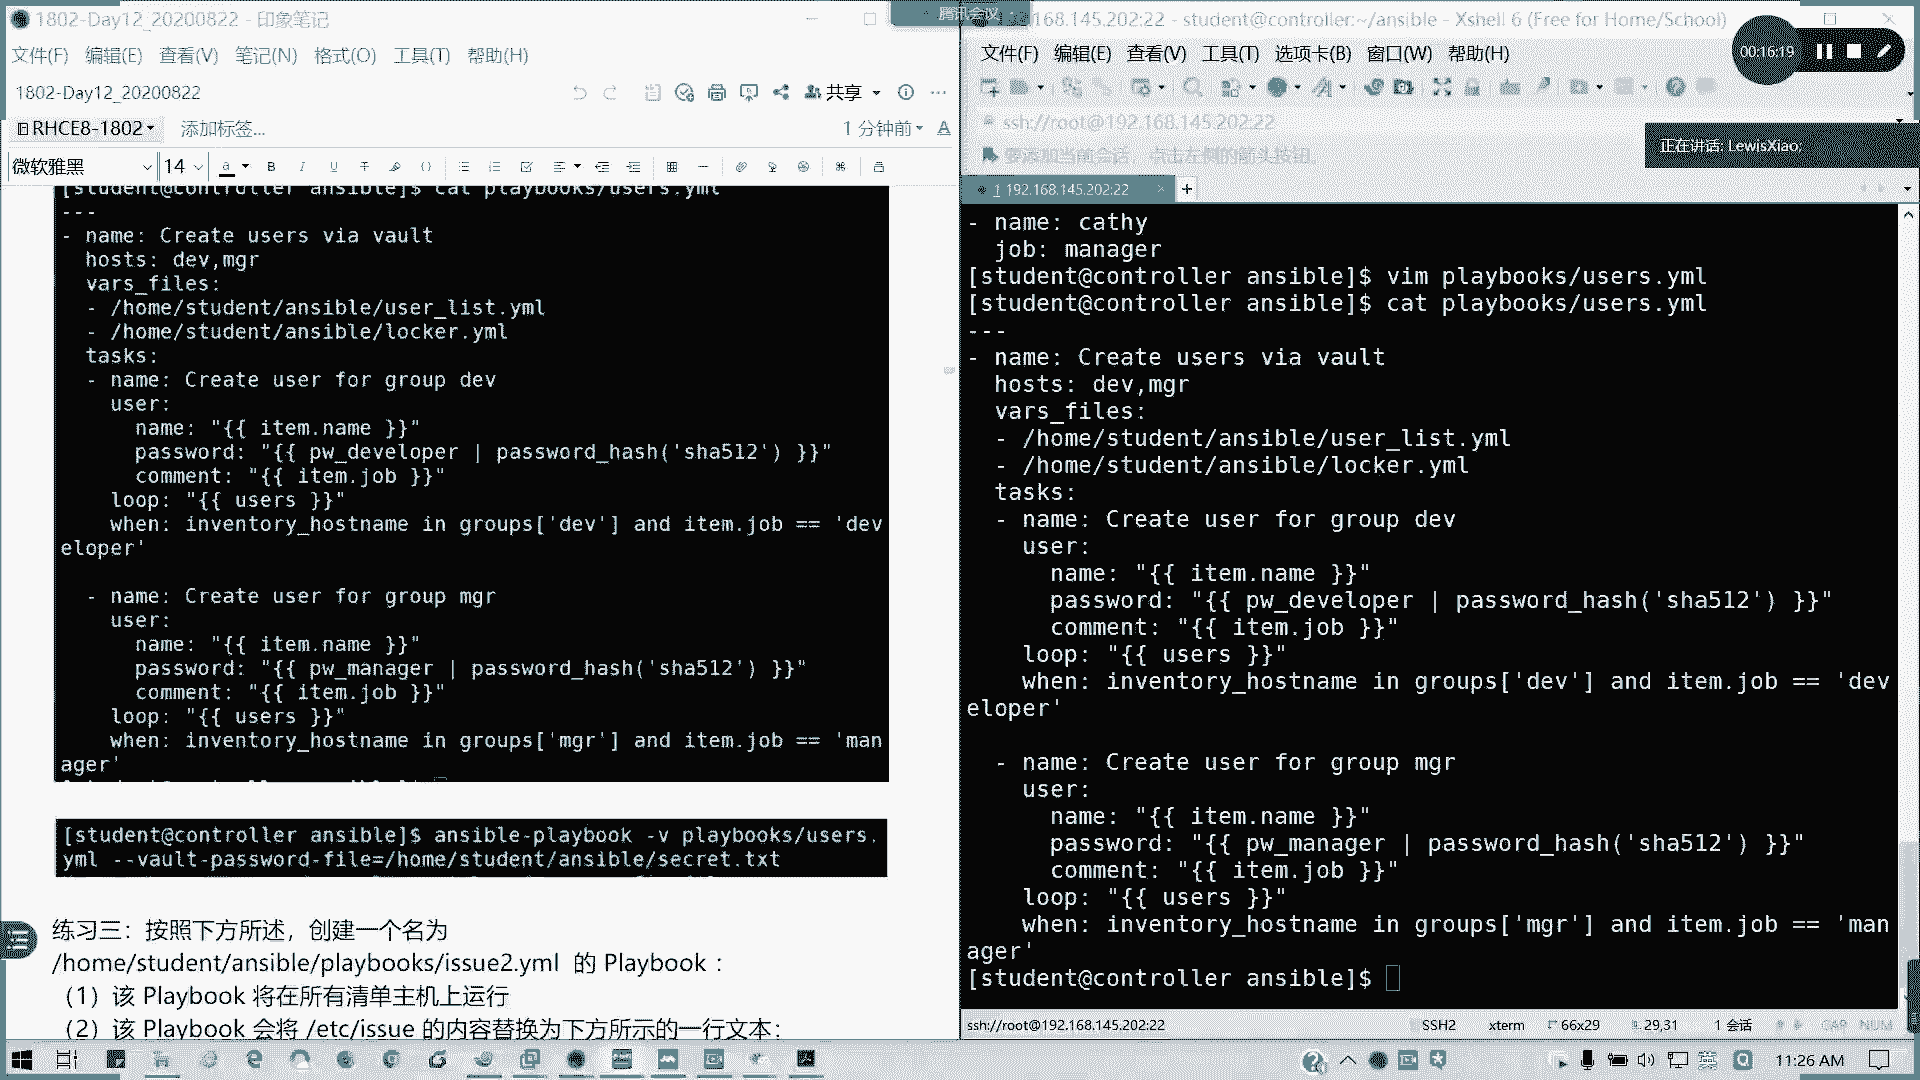 1802-Day12_20200822 - 印象笔记
文件(F) 编辑(E) 查看(V) 笔记(N) 格式(O) 工具(T) 帮助(H)
1802-Day12_20200822
共享
RHCE8-1802 添加标签...
1 分钟前
微软雅黑 14
[student@controller ansible]$ cat playbooks/users.yml
---
- name: Create users via vault
  hosts: dev,mgr
  vars_files:
  - /home/student/ansible/user_list.yml
  - /home/student/ansible/locker.yml
  tasks:
  - name: Create user for group dev
    user:
      name: "{{ item.name }}"
      password: "{{ pw_developer | password_hash('sha512') }}"
      comment: "{{ item.job }}"
    loop: "{{ users }}"
    when: inventory_hostname in groups['dev'] and item.job == 'dev
eloper'
  - name: Create user for group mgr
    user:
      name: "{{ item.name }}"
      password: "{{ pw_manager | password_hash('sha512') }}"
      comment: "{{ item.job }}"
    loop: "{{ users }}"
    when: inventory_hostname in groups['mgr'] and item.job == 'man
ager'
[student@controller ansible]$ ansible-playbook -v playbooks/users.
yml --vault-password-file=/home/student/ansible/secret.txt
练习三：按照下方所述，创建一个名为
/home/student/ansible/playbooks/issue2.yml 的 Playbook：
（1）该 Playbook 将在所有清单主机上运行
（2）该 Playbook 会将 /etc/issue 的内容替换为下方所示的一行文本：
腾讯会议
168.145.202:22 - student@controller:~/ansible - Xshell 6 (Free for Home/School)
文件(F) 编辑(E) 查看(V) 工具(T) 选项卡(B) 窗口(W) 帮助(H)
00:16:19
ssh://root@192.168.145.202:22
要添加当前会话，点击左侧的箭头按钮。
正在讲话: LewisXiao;
1 192.168.145.202:22
- name: cathy
  job: manager
[student@controller ansible]$ vim playbooks/users.yml
[student@controller ansible]$ cat playbooks/users.yml
---
- name: Create users via vault
  hosts: dev,mgr
  vars_files:
  - /home/student/ansible/user_list.yml
  - /home/student/ansible/locker.yml
  tasks:
  - name: Create user for group dev
    user:
      name: "{{ item.name }}"
      password: "{{ pw_developer | password_hash('sha512') }}"
      comment: "{{ item.job }}"
    loop: "{{ users }}"
    when: inventory_hostname in groups['dev'] and item.job == 'dev
eloper'
  - name: Create user for group mgr
    user:
      name: "{{ item.name }}"
      password: "{{ pw_manager | password_hash('sha512') }}"
      comment: "{{ item.job }}"
    loop: "{{ users }}"
    when: inventory_hostname in groups['mgr'] and item.job == 'man
ager'
[student@controller ansible]$
ssh://root@192.168.145.202:22 SSH2 xterm 66x29 29,31 1 会话 CAP NUM
11:26 AM